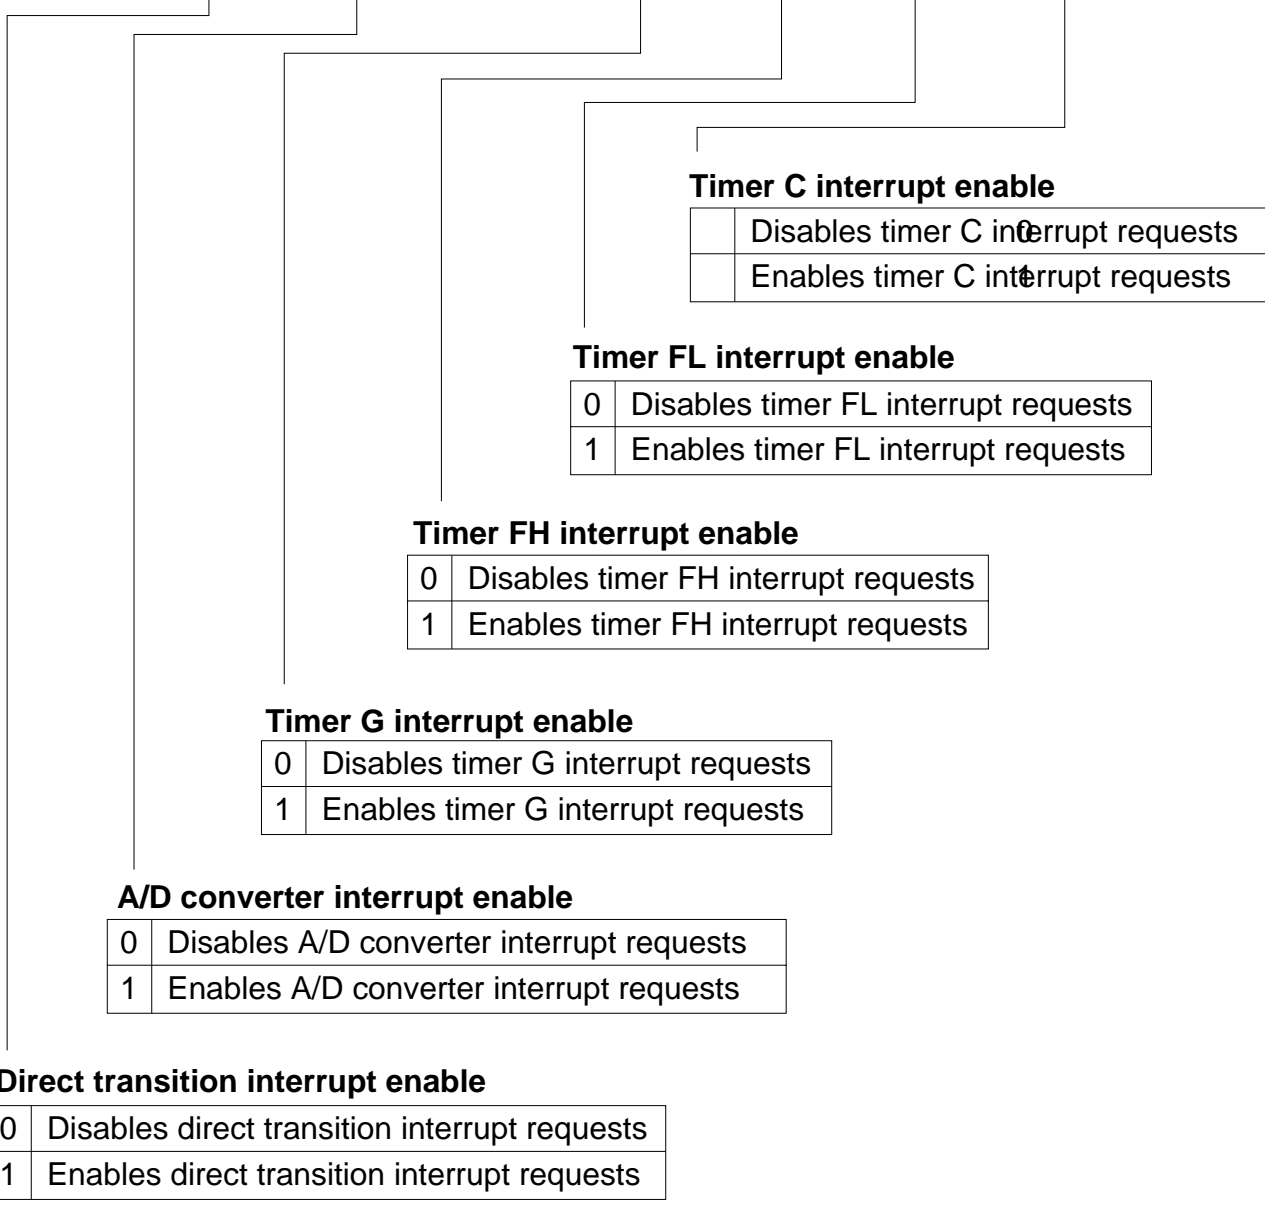 Timer C interrupt enable
0 Disables timer C interrupt requests
1 Enables timer C interrupt requests
Timer FL interrupt enable
0 Disables timer FL interrupt requests
1 Enables timer FL interrupt requests
Timer FH interrupt enable
0 Disables timer FH interrupt requests
1 Enables timer FH interrupt requests
Timer G interrupt enable
0 Disables timer G interrupt requests
1 Enables timer G interrupt requests
A/D converter interrupt enable
0 Disables A/D converter interrupt requests
1 Enables A/D converter interrupt requests
Direct transition interrupt enable
0 Disables direct transition interrupt requests
1 Enables direct transition interrupt requests